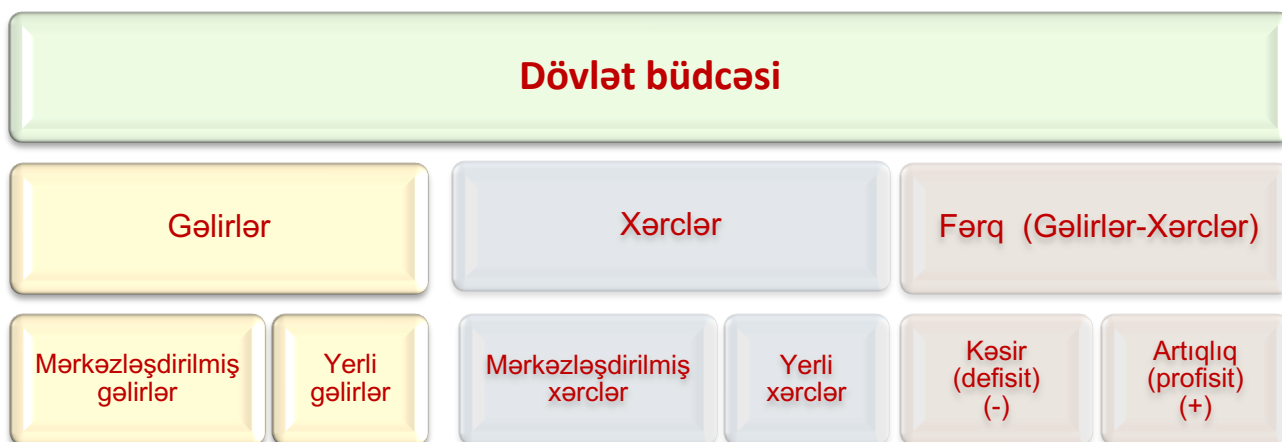 Dövlət büdcəsi
Gəlirlər
Xərclər
Fərq (Gəlirlər-Xərclər)
Mərkəzləşdirilmiş
gəlirlər
Yerli
gəlirlər
Mərkəzləşdirilmiş
xərclər
Yerli
xərclər
Kəsir
(defisit)
(-)
Artıqlıq
(profisit)
(+)